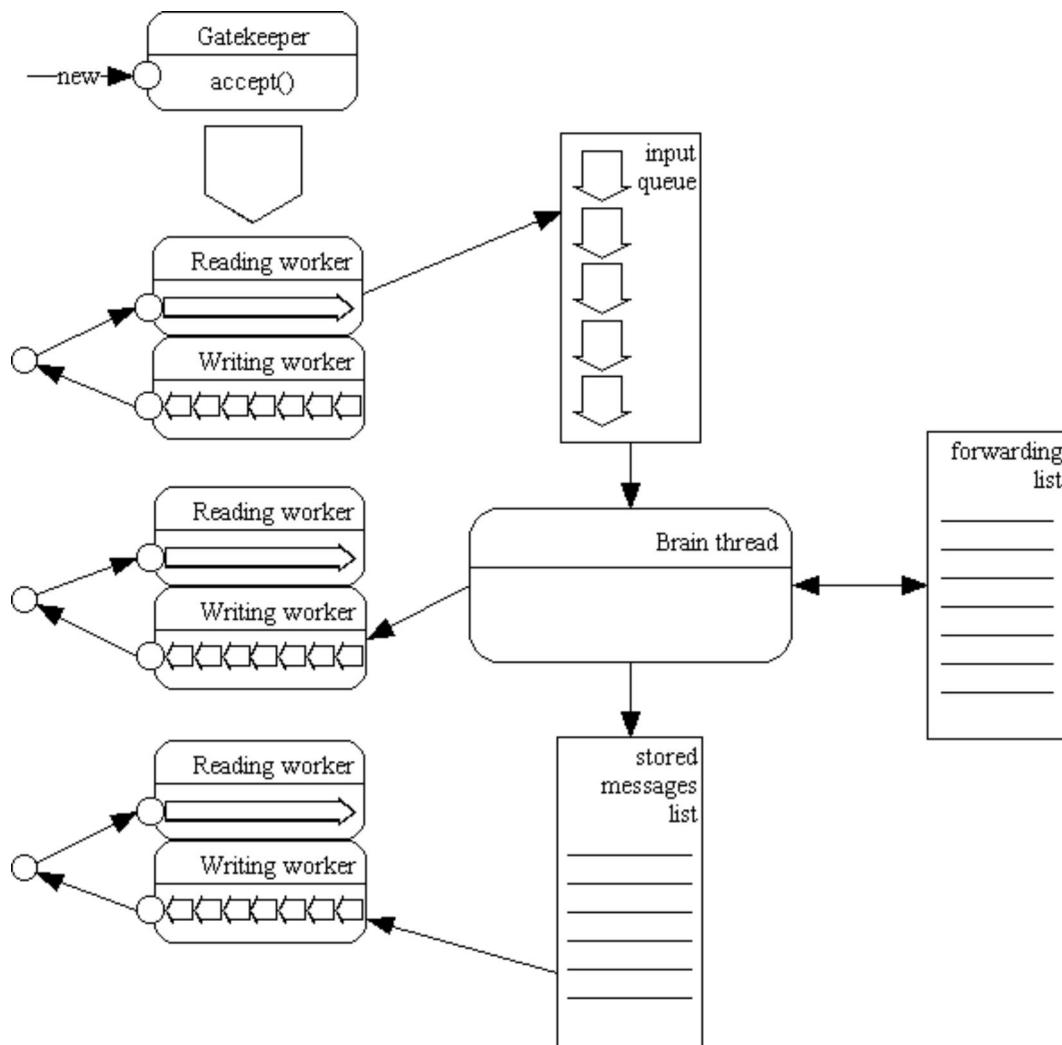 Gatekeeper
new
accept()
input
queue
Reading worker
Writing worker
forwarding
list
Reading worker
Brain thread
Writing worker
Reading worker
stored
messages
list
Writing worker